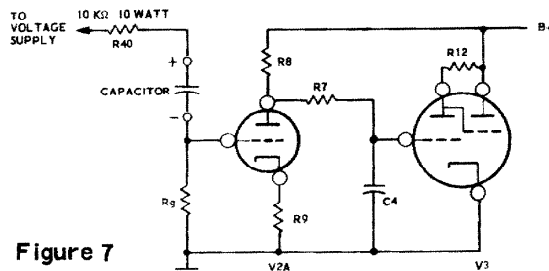 TO
VOLTAGE
SUPPLY
10 KΩ 10 WATT
R40
+
CAPACITOR
-
Rg
R8
R7
R9
V2A
C4
R12
B+
V3
Figure 7